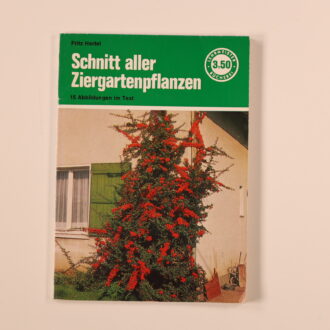 Fritz Hertel
Schnitt aller
Ziergartenpflanzen
15 Abbildungen im Text
3.50